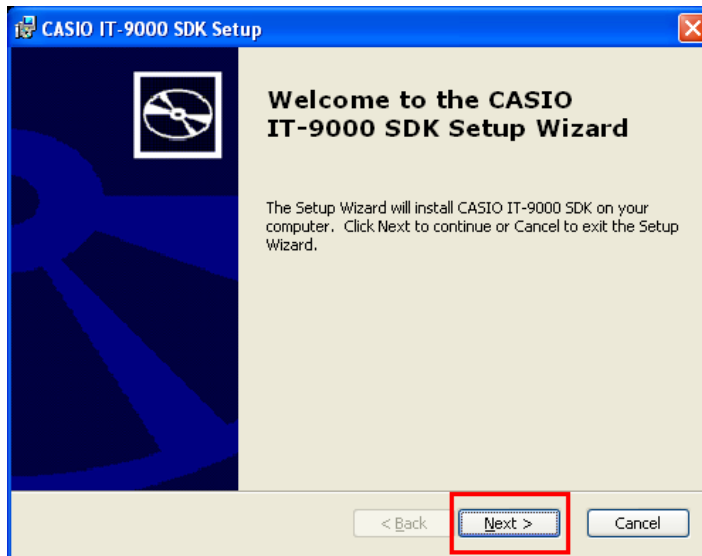 CASIO IT-9000 SDK Setup
Welcome to the CASIO
IT-9000 SDK Setup Wizard
The Setup Wizard will install CASIO IT-9000 SDK on your
computer. Click Next to continue or Cancel to exit the Setup
Wizard.
< Back Next > Cancel